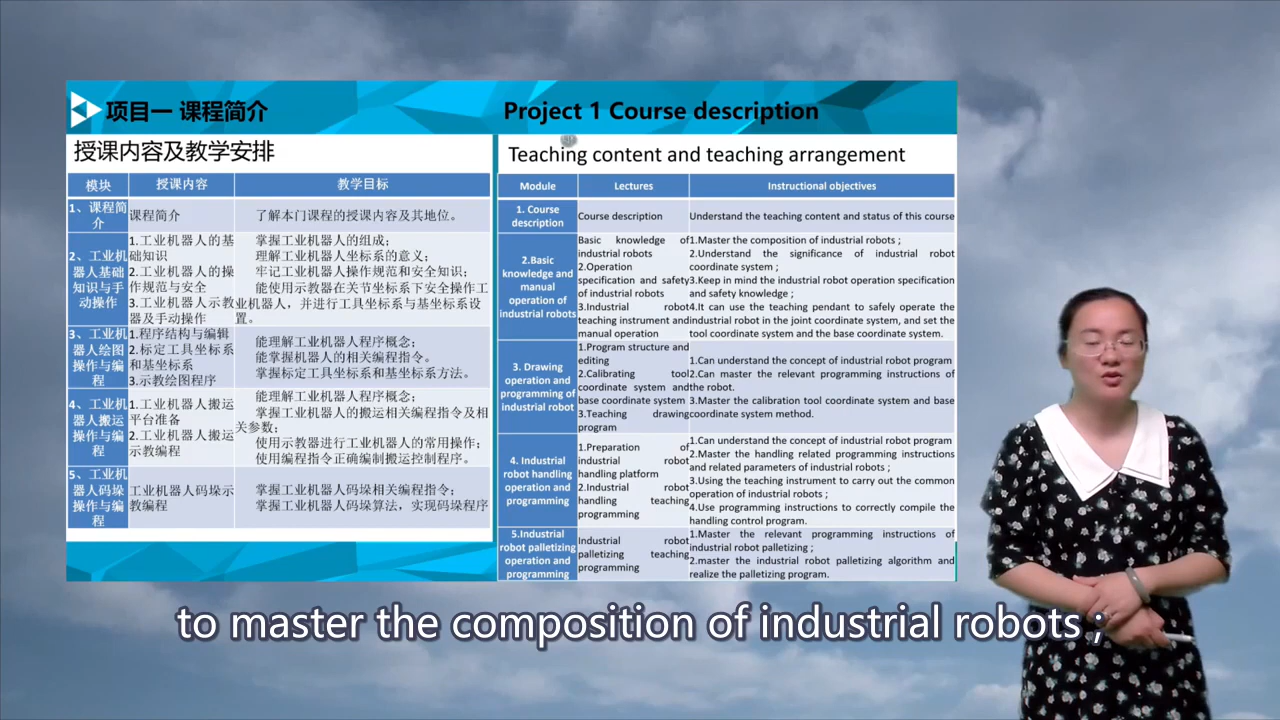 项目一 课程简介
Project 1 Course description
授课内容及教学安排
模块 授课内容 教学目标
1、课程简
介
课程简介
了解本门课程的授课内容及其地位。
2、工业机
器人基础
知识与手
动操作
1.工业机器人的基
础知识
2.工业机器人的操
作规范与安全
3.工业机器人示教
器及手动操作
掌握工业机器人的组成；
理解工业机器人坐标系的意义；
牢记工业机器人操作规范和安全知识；
能使用示教器在关节坐标系下安全操作工
业机器人，并进行工具坐标系与基坐标系设
置。
3、工业机
器人绘图
操作与编
程
1.程序结构与编辑
2.标定工具坐标系
和基坐标系
3.示教绘图程序
能理解工业机器人程序概念；
能掌握机器人的相关编程指令。
掌握标定工具坐标系和基坐标系方法。
4、工业机
器人搬运
操作与编
程
1.工业机器人搬运
平台准备
2.工业机器人搬运
示教编程
能理解工业机器人程序概念；
掌握工业机器人的搬运相关编程指令及相
关参数；
使用示教器进行工业机器人的常用操作；
使用编程指令正确编制搬运控制程序。
5、工业机
器人码垛
操作与编
程
工业机器人码垛示
教编程
掌握工业机器人码垛相关编程指令；
掌握工业机器人码垛算法，实现码垛程序
Teaching content and teaching arrangement
Module Lectures Instructional objectives
1. Course
description
Course description
Understand the teaching content and status of this course
2.Basic
knowledge and
manual
operation of
industrial robots
Basic knowledge of
industrial robots
2.Operation
specification and safety
of industrial robots
3.Industrial robot
teaching instrument and
manual operation
1.Master the composition of industrial robots ;
2.Understand the significance of industrial robot
coordinate system ;
3.Keep in mind the industrial robot operation specification
and safety knowledge ;
4.It can use the teaching pendant to safely operate the
industrial robot in the joint coordinate system, and set the
tool coordinate system and the base coordinate system.
3. Drawing
operation and
programming of
industrial robot
1.Program structure and
editing
2.Calibrating tool
coordinate system and
base coordinate system
3.Teaching drawing
program
1.Can understand the concept of industrial robot program
2.Can master the relevant programming instructions of
the robot.
3.Master the calibration tool coordinate system and base
coordinate system method.
4. Industrial
robot handling
operation and
programming
1.Preparation of
industrial robot
handling platform
2.Industrial robot
handling teaching
programming
1.Can understand the concept of industrial robot program
2.Master the handling related programming instructions
and related parameters of industrial robots ;
3.Using the teaching instrument to carry out the common
operation of industrial robots ;
4.Use programming instructions to correctly compile the
handling control program.
5.Industrial
robot palletizing
operation and
programming
Industrial robot
palletizing teaching
programming
1.Master the relevant programming instructions of
industrial robot palletizing ;
2.master the industrial robot palletizing algorithm and
realize the palletizing program.
to master the composition of industrial robots ;